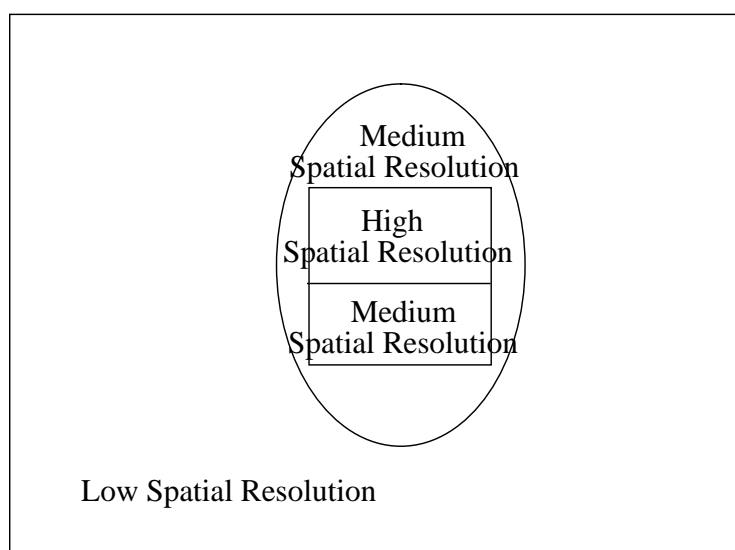 Medium
Spatial Resolution
High
Spatial Resolution
Medium
Spatial Resolution
Low Spatial Resolution